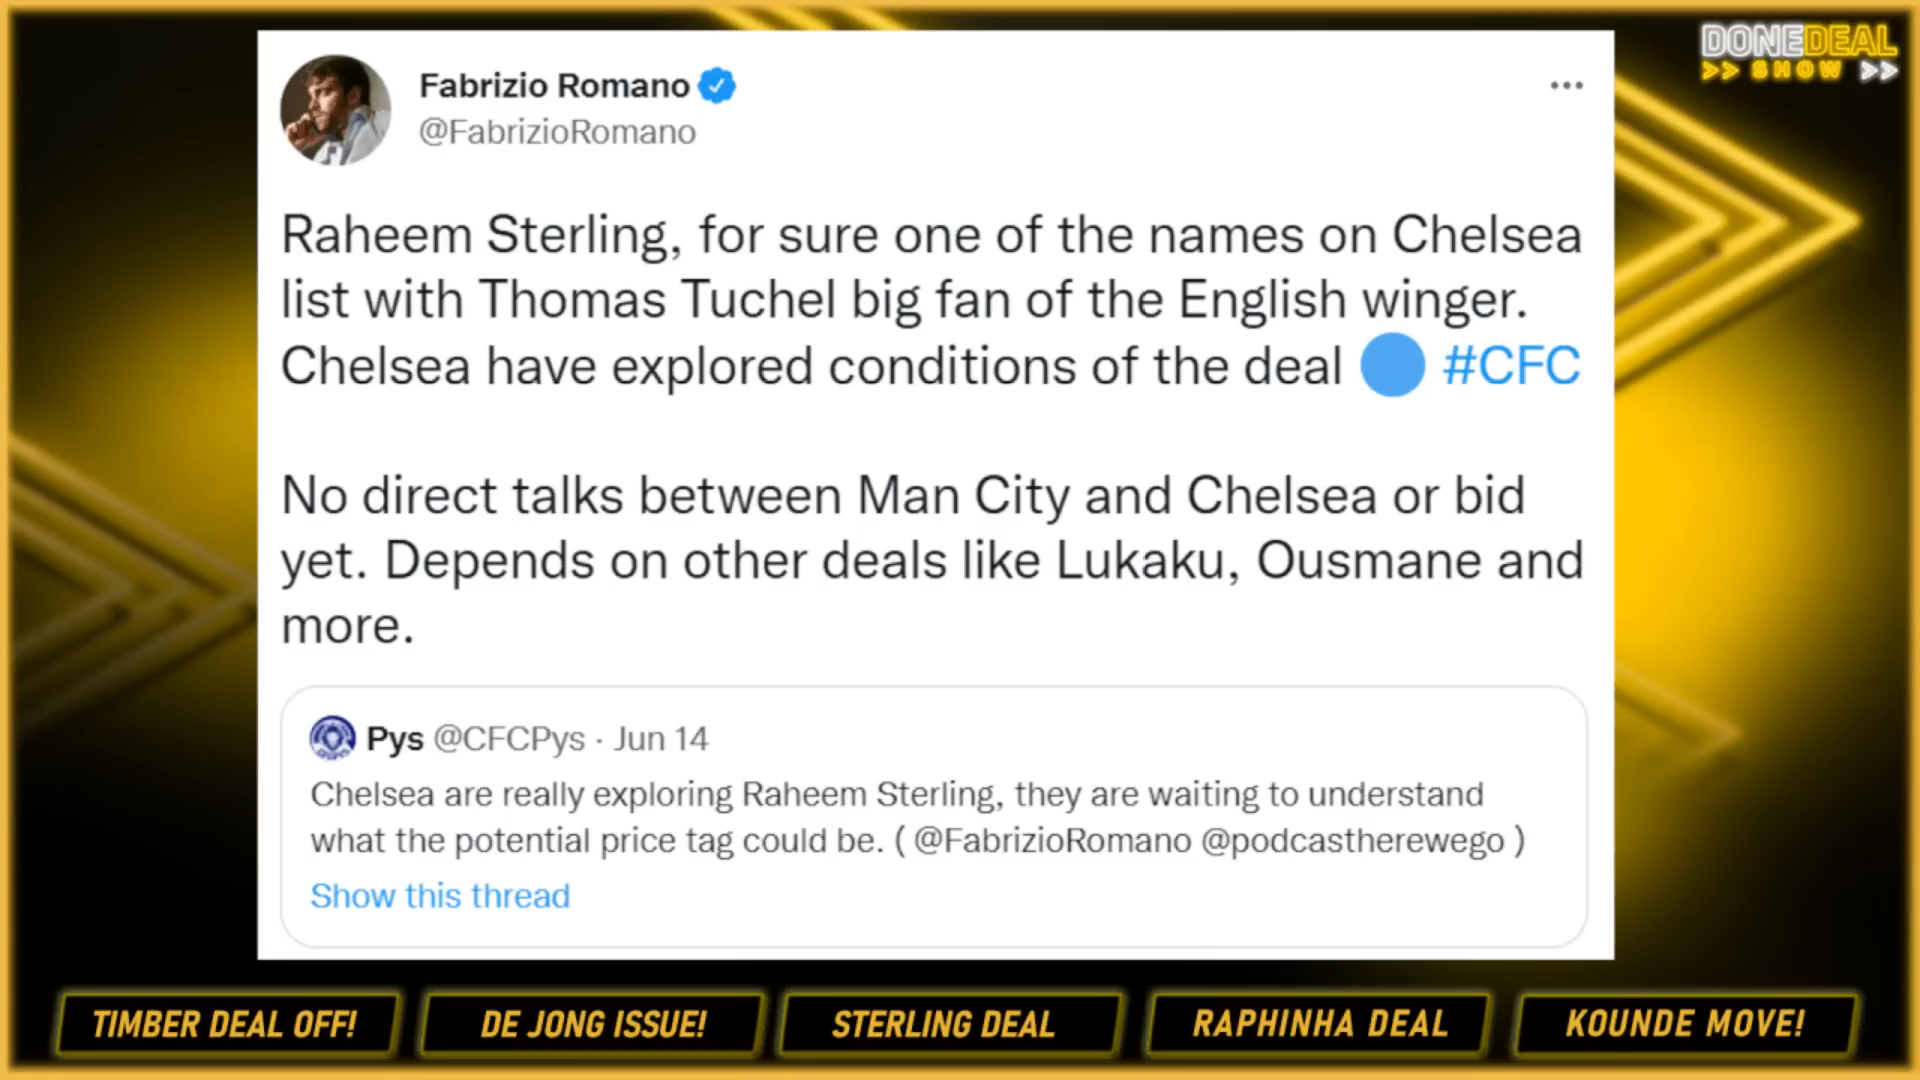 DONEDEAL
SHOW
Fabrizio Romano
@FabrizioRomano
Raheem Sterling, for sure one of the names on Chelsea
list with Thomas Tuchel big fan of the English winger.
Chelsea have explored conditions of the deal 🔵 #CFC
No direct talks between Man City and Chelsea or bid
yet. Depends on other deals like Lukaku, Ousmane and
more.
Pys @CFCPys · Jun 14
Chelsea are really exploring Raheem Sterling, they are waiting to understand
what the potential price tag could be. ( @FabrizioRomano @podcastherewego )
Show this thread
TIMBER DEAL OFF!
DE JONG ISSUE!
STERLING DEAL
RAPHINHA DEAL
KOUNDE MOVE!